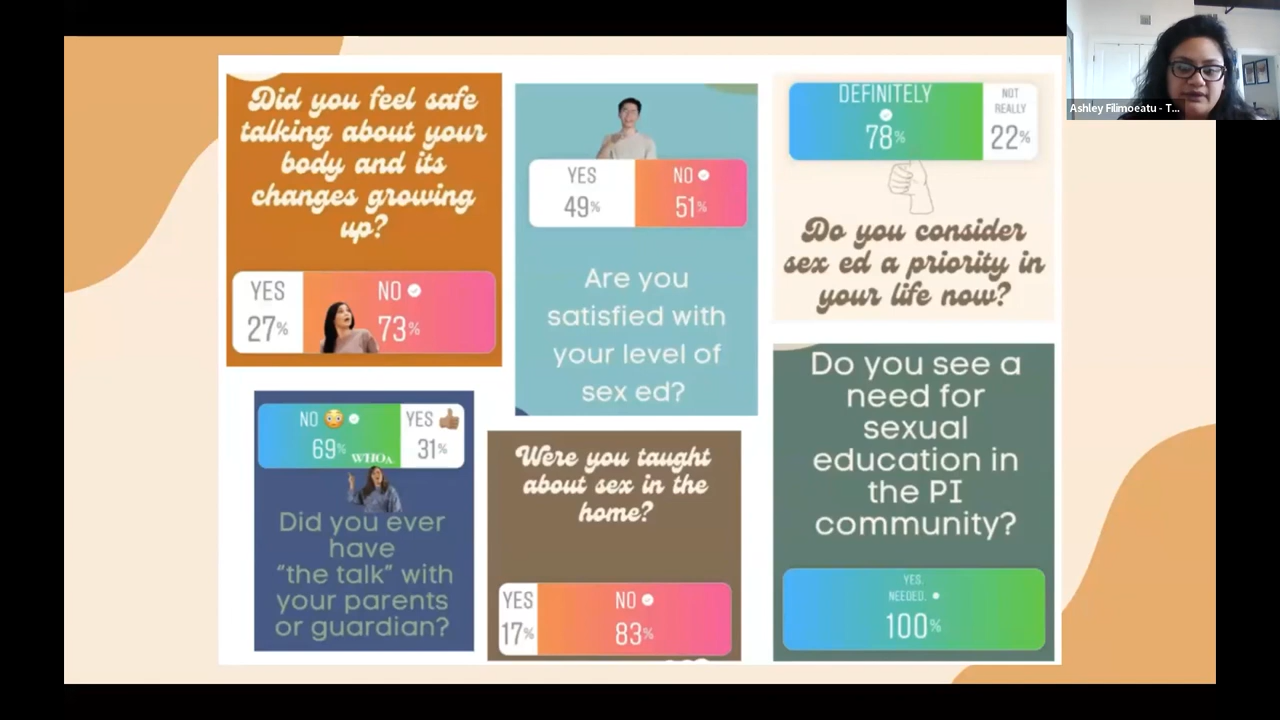 Did you feel safe
talking about your
body and its
changes growing
up?
YES
NO
27%
73%
YES
NO
49%
51%
Are you
satisfied with
your level of
sex ed?
DEFINITELY
78%
NOT
REALLY
22%
Do you consider
sex ed a priority in
your life now?
NO 😳
YES 👍🏽
69%
31%
WHOA.
Did you ever
have
“the talk” with
your parents
or guardian?
Were you taught
about sex in the
home?
YES
NO
17%
83%
Do you see a
need for
sexual
education in
the PI
community?
YES.
NEEDED.
100%
Ashley Filimoeatu - T...